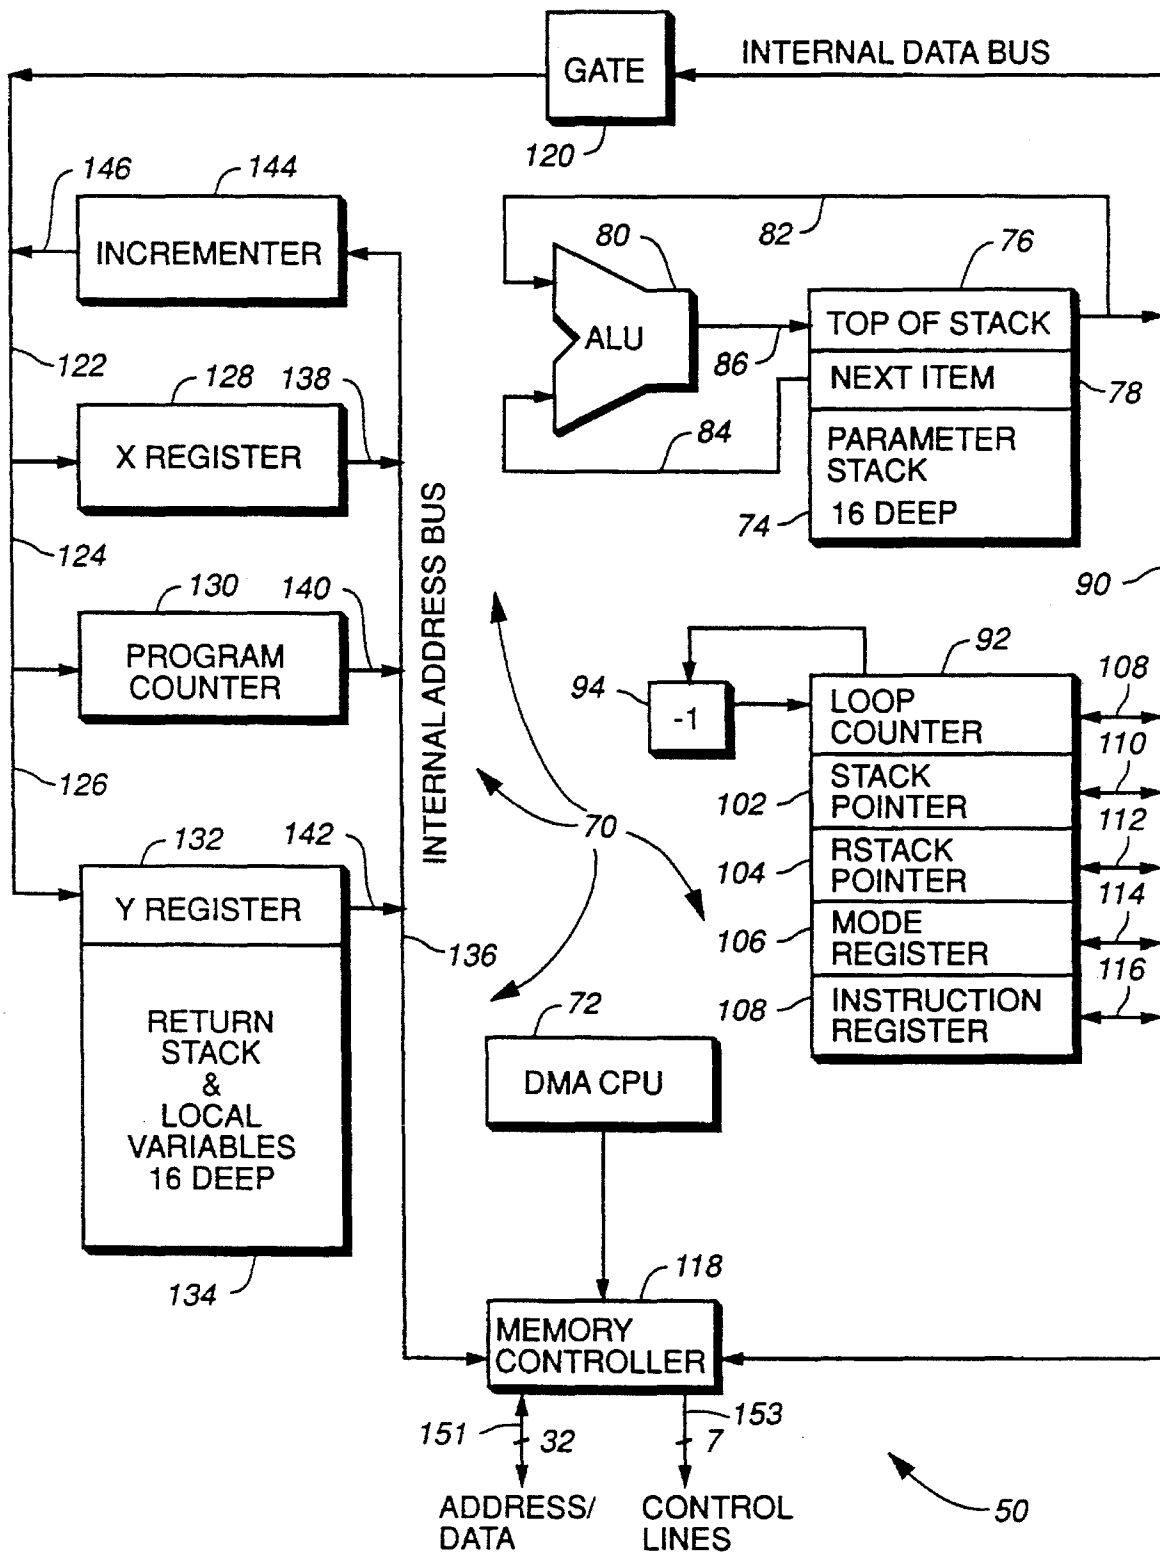 INTERNAL DATA BUS
GATE
120
146
144
INCREMENTER
82
80
76
ALU
TOP OF STACK
86
NEXT ITEM
78
122
128
138
X REGISTER
84
PARAMETER
STACK
16 DEEP
74
124
INTERNAL ADDRESS BUS
90
130
140
PROGRAM
COUNTER
94
-1
92
LOOP
COUNTER
108
110
126
102
STACK
POINTER
112
70
104
RSTACK
POINTER
114
132
142
Y REGISTER
106
MODE
REGISTER
116
136
108
INSTRUCTION
REGISTER
RETURN
STACK
&
LOCAL
VARIABLES
16 DEEP
134
72
DMA CPU
118
MEMORY
CONTROLLER
151
32
153
7
ADDRESS/
DATA
CONTROL
LINES
50